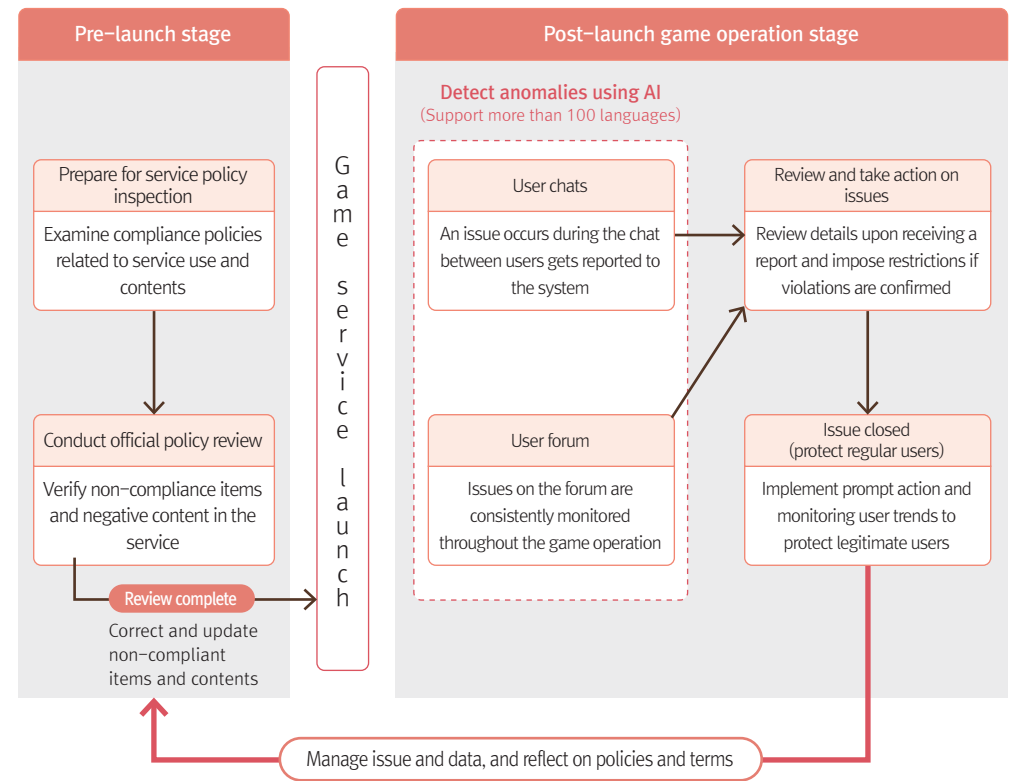 Pre-launch stage
Prepare for service policy
inspection
Examine compliance policies
related to service use and
contents
Conduct official policy review
Verify non-compliance items
and negative content in the
service
Review complete
Correct and update
non-compliant
items and contents
Game service launch
Post-launch game operation stage
Detect anomalies using AI
(Support more than 100 languages)
User chats
An issue occurs during the chat
between users gets reported to
the system
User forum
Issues on the forum are
consistently monitored
throughout the game operation
Review and take action on
issues
Review details upon receiving a
report and impose restrictions if
violations are confirmed
Issue closed
(protect regular users)
Implement prompt action and
monitoring user trends to
protect legitimate users
Manage issue and data, and reflect on policies and terms